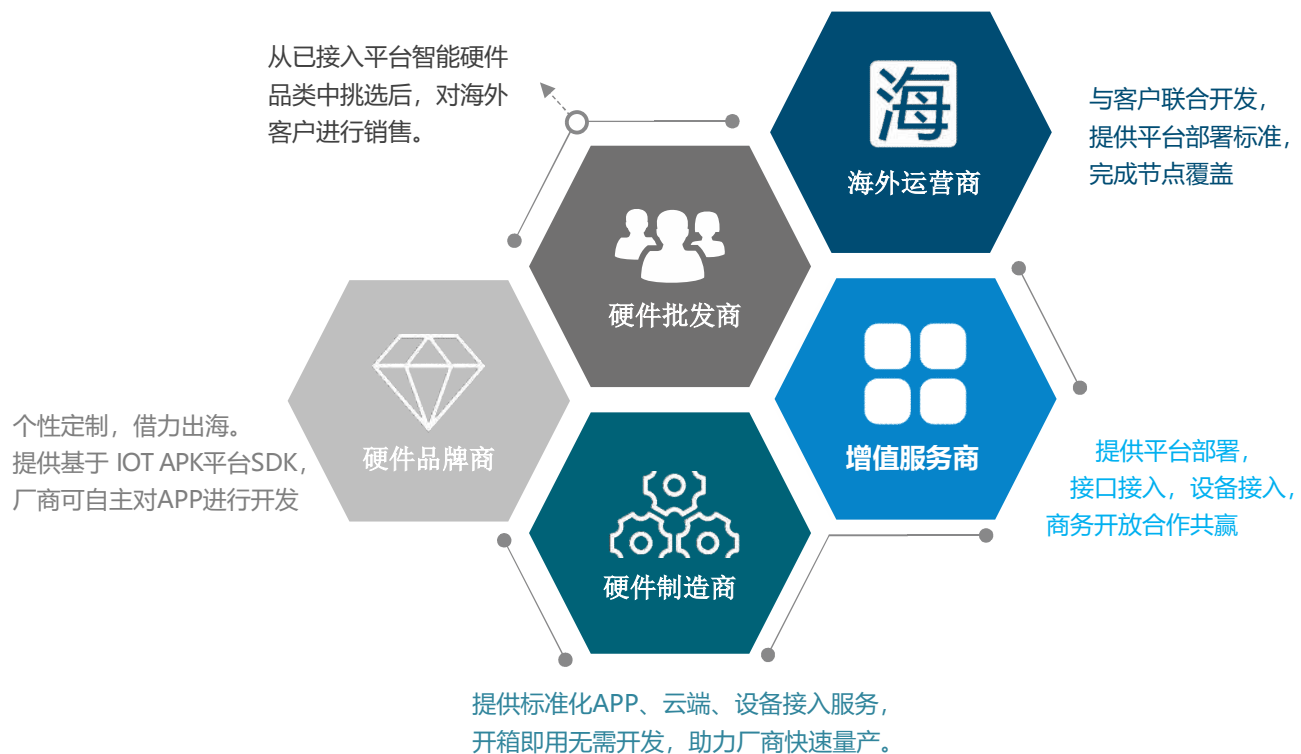 从已接入平台智能硬件
品类中挑选后，对海外
客户进行销售。
海
海外运营商
与客户联合开发，
提供平台部署标准，
完成节点覆盖
硬件批发商
个性定制，借力出海。
提供基于 IOT APK平台SDK，
厂商可自主对APP进行开发
硬件品牌商
增值服务商
提供平台部署，
接口接入，设备接入，
商务开放合作共赢
硬件制造商
提供标准化APP、云端、设备接入服务，
开箱即用无需开发，助力厂商快速量产。